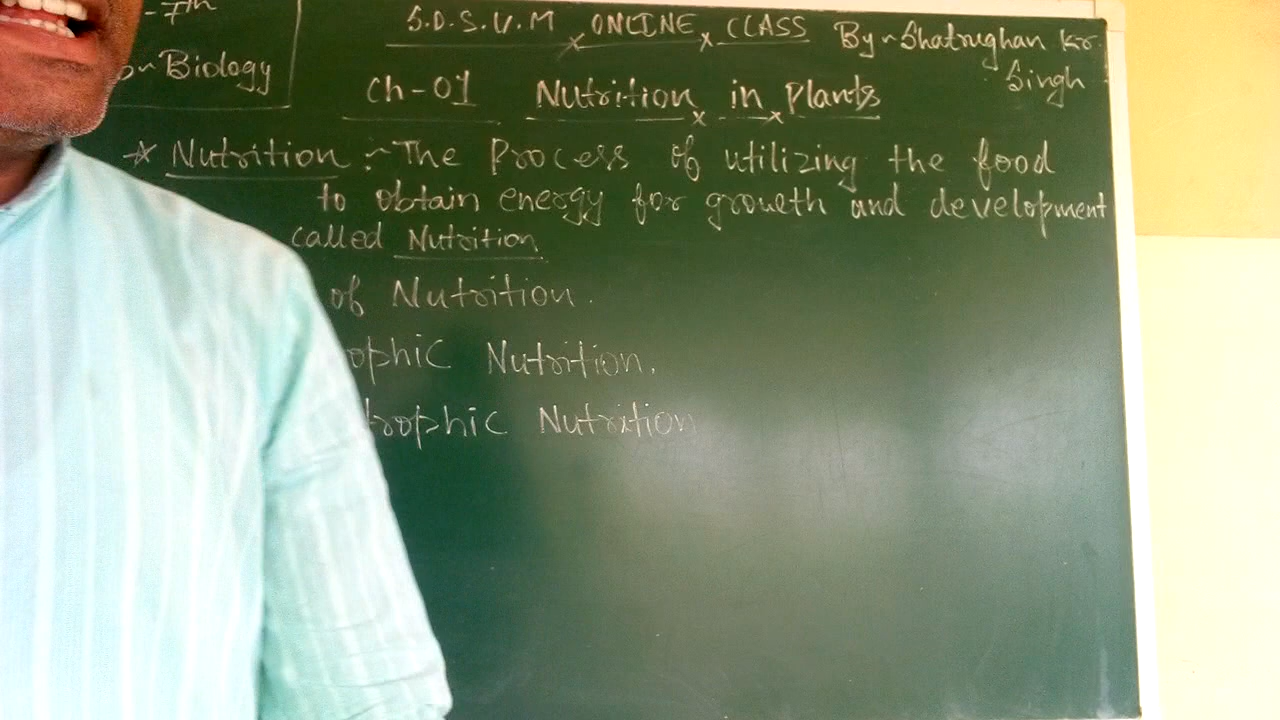 -7th
S.D.S.V.M ONLINE CLASS By~Shatrughan Kr.
Singh
Biology
Ch-01 Nutrition in Plants
* Nutrition :- The Process of utilizing the food
to obtain energy for growth and development
called Nutrition
of Nutrition.
ophic Nutrition.
trophic Nutrition